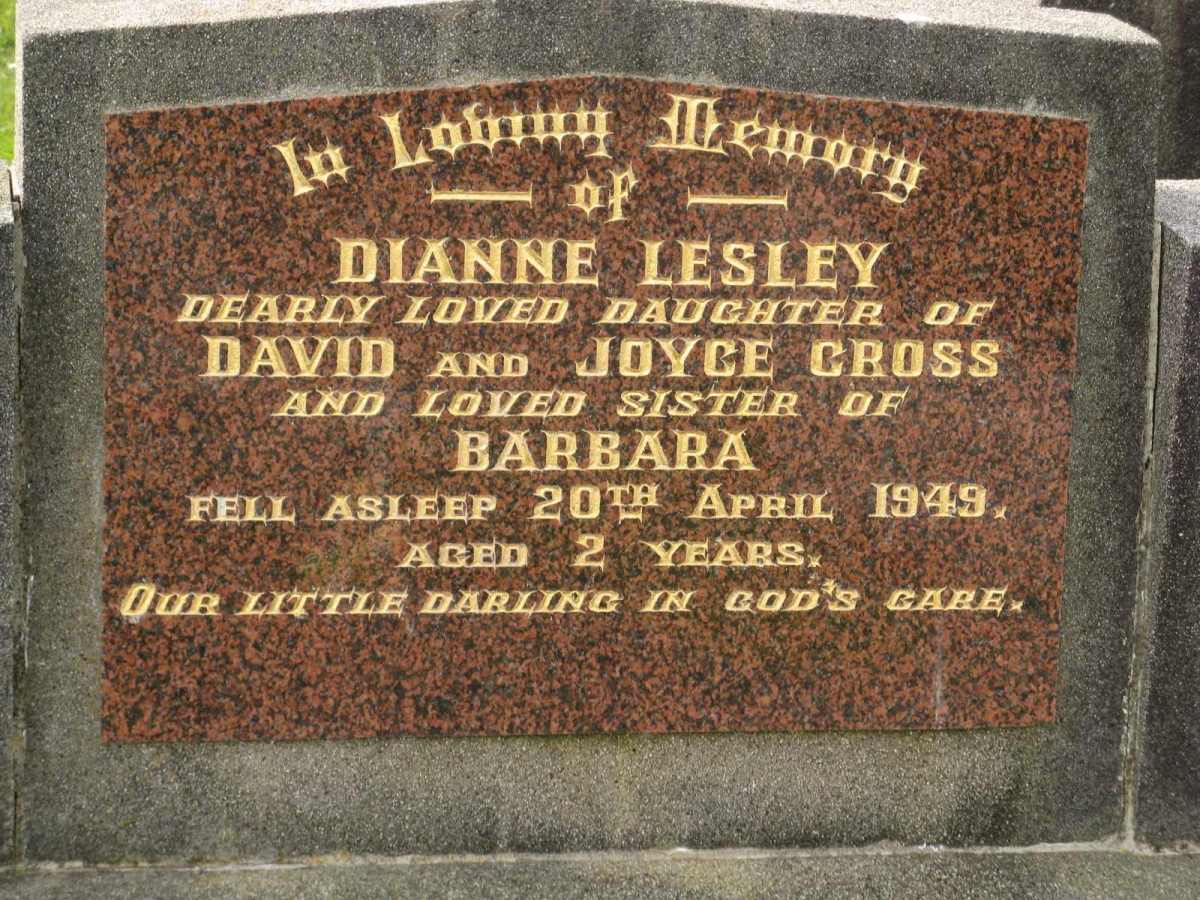 In Loving Memory
— of —
DIANNE LESLEY
DEARLY LOVED DAUGHTER OF
DAVID AND JOYCE CROSS
AND LOVED SISTER OF
BARBARA
FELL ASLEEP 20TH APRIL 1949.
AGED 2 YEARS.
OUR LITTLE DARLING IN GOD'S CARE.